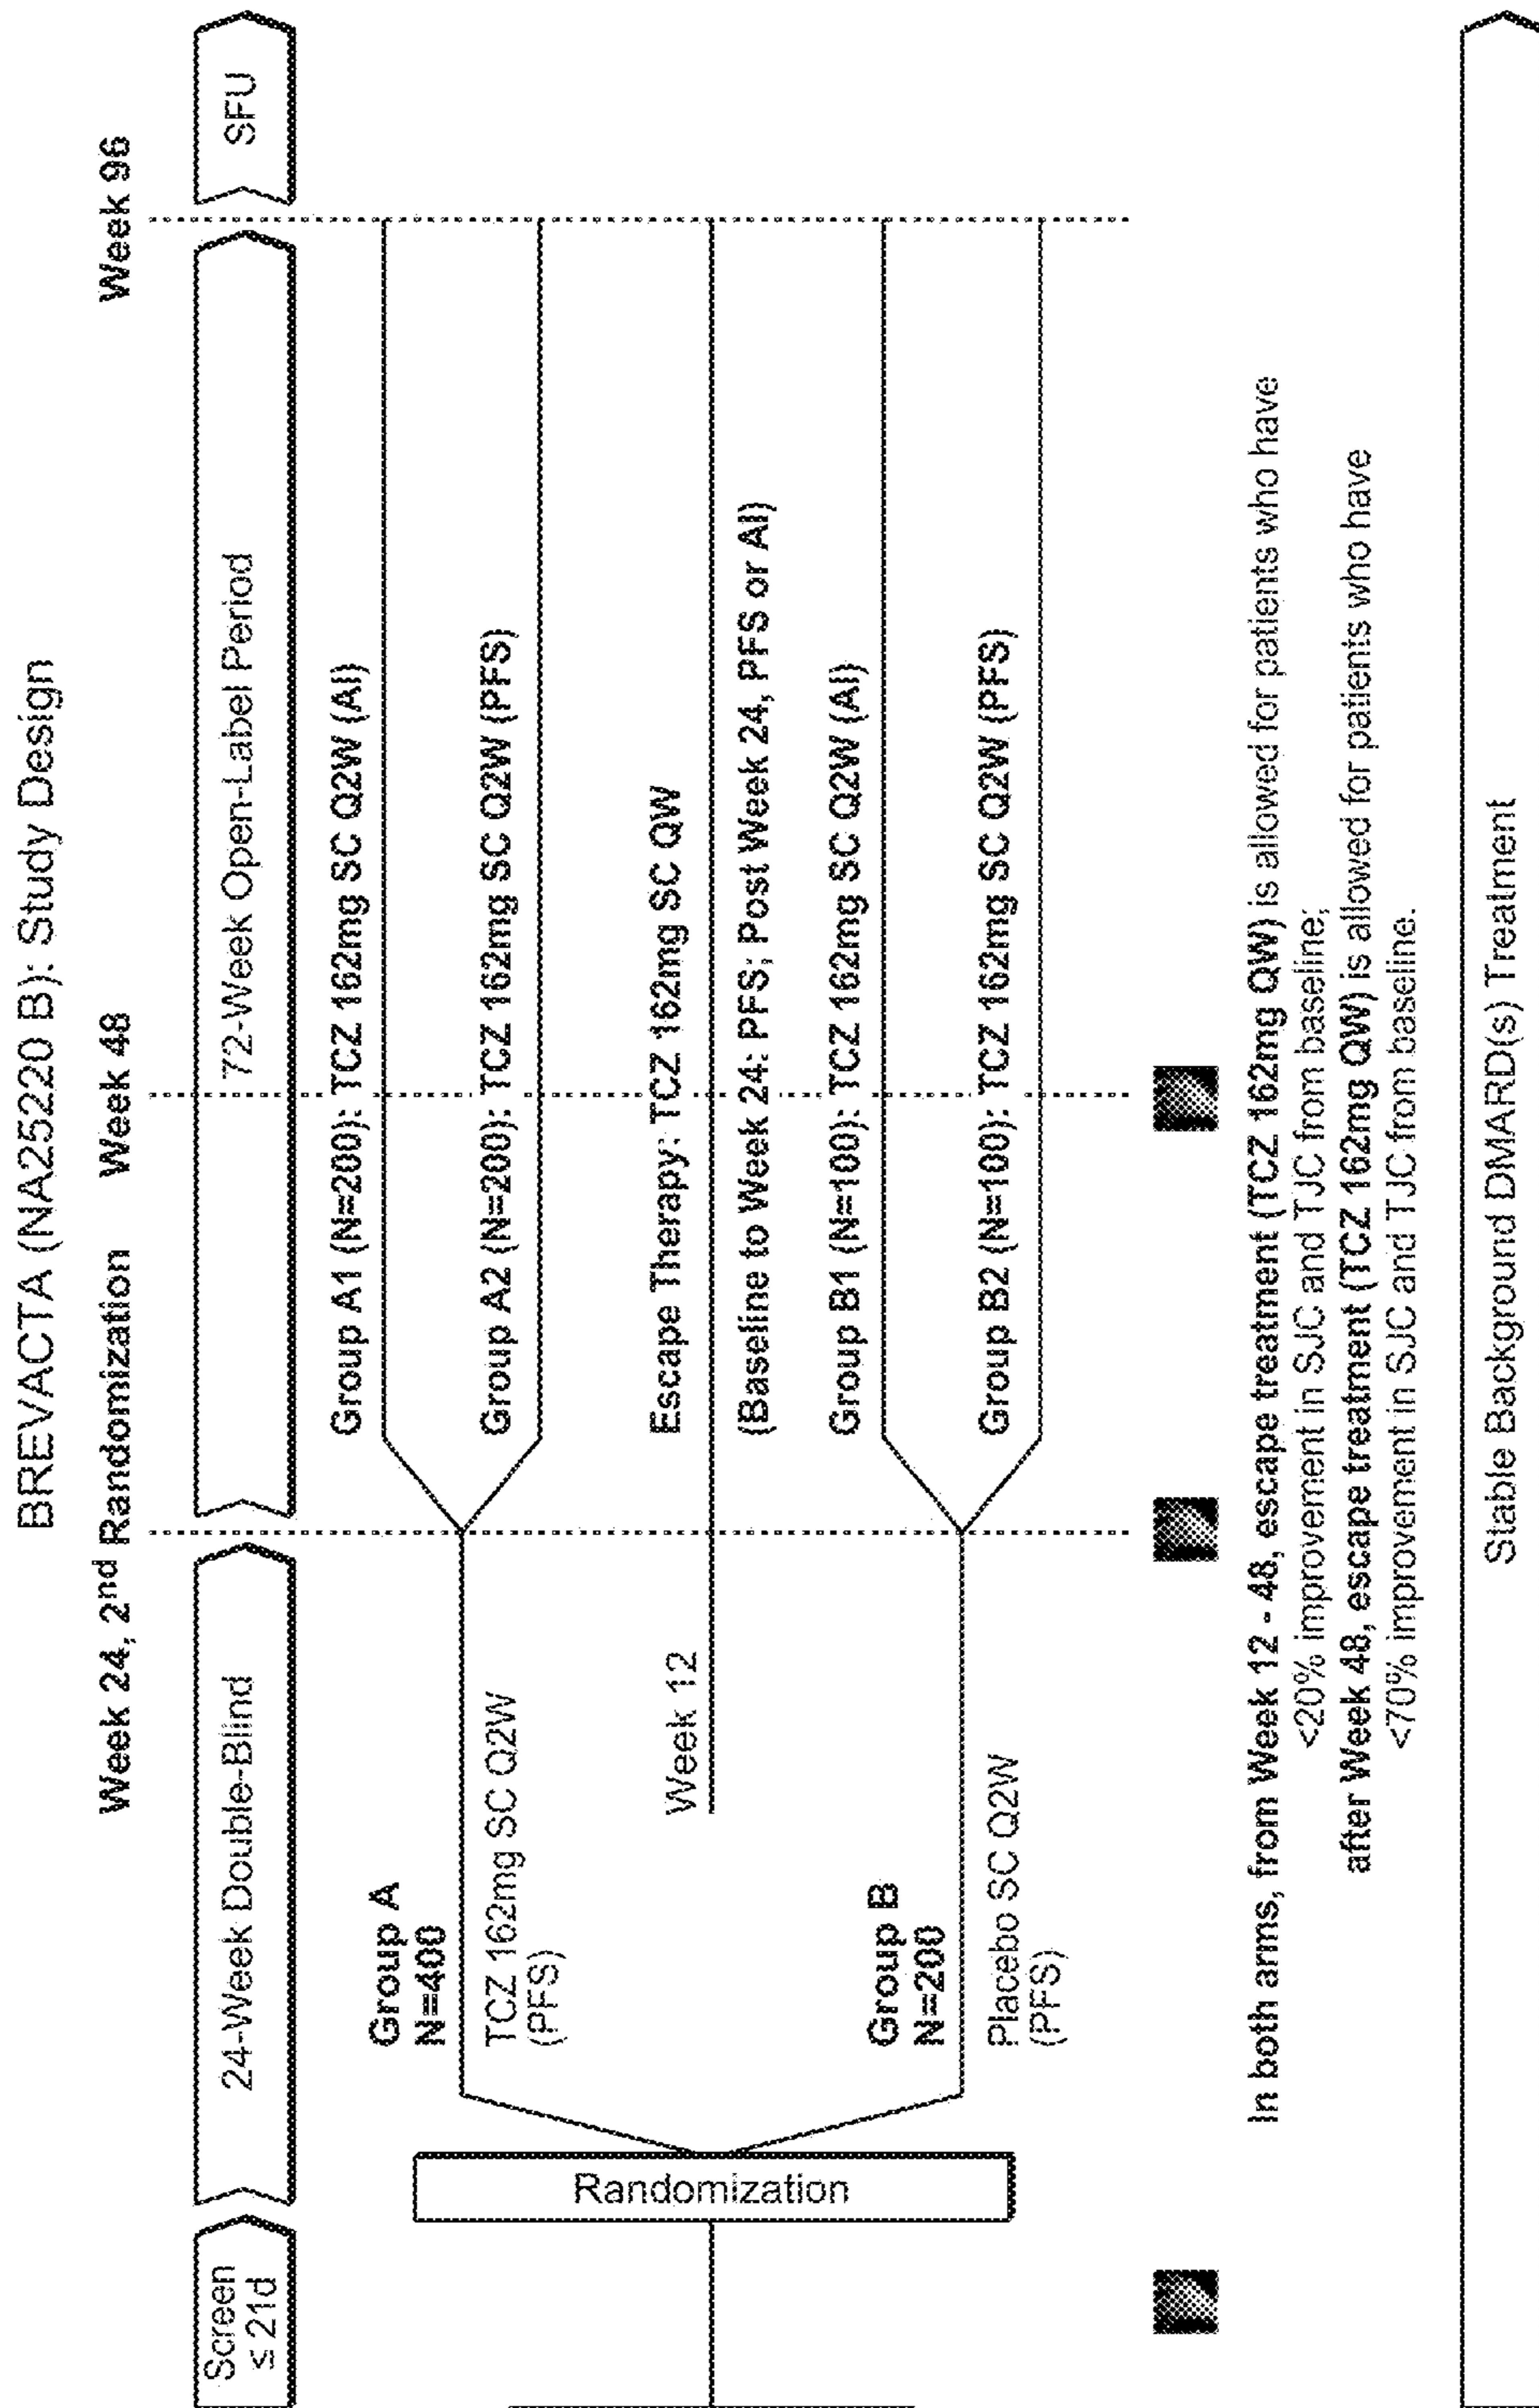 BREVACTA (NA25220 B): Study Design
Week 24, 2nd Randomization
Week 48
Week 96
Screen
≤ 21d
24-Week Double-Blind
72-Week Open-Label Period
SFU
Randomization
Group A
N=400
TCZ 162mg SC Q2W
(PFS)
Group A1 (N=200): TCZ 162mg SC Q2W (AI)
Group A2 (N=200): TCZ 162mg SC Q2W (PFS)
Week 12
Escape Therapy: TCZ 162mg SC QW
(Baseline to Week 24: PFS; Post Week 24, PFS or AI)
Group B
N=200
Placebo SC Q2W
(PFS)
Group B1 (N=100): TCZ 162mg SC Q2W (AI)
Group B2 (N=100): TCZ 162mg SC Q2W (PFS)
In both arms, from Week 12 - 48, escape treatment (TCZ 162mg QW) is allowed for patients who have
<20% improvement in SJC and TJC from baseline;
after Week 48, escape treatment (TCZ 162mg QW) is allowed for patients who have
<70% improvement in SJC and TJC from baseline.
Stable Background DMARD(s) Treatment